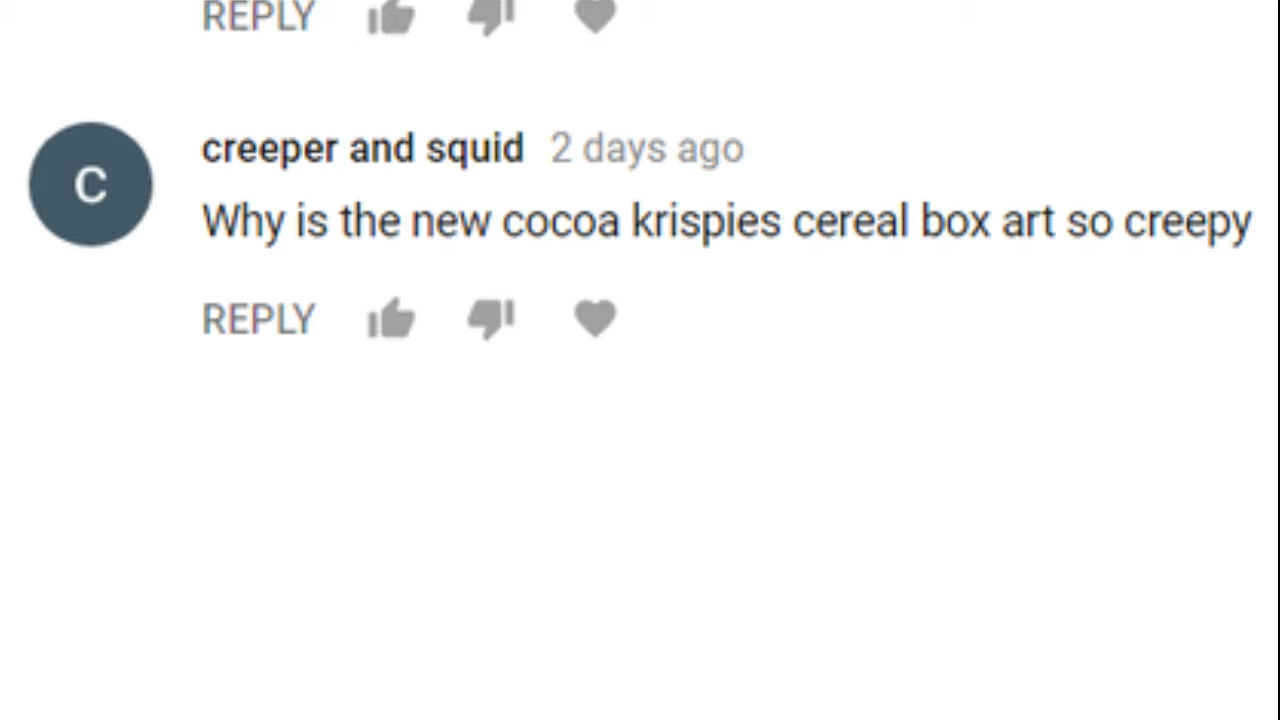 REPLY
C
creeper and squid 2 days ago
Why is the new cocoa krispies cereal box art so creepy
REPLY